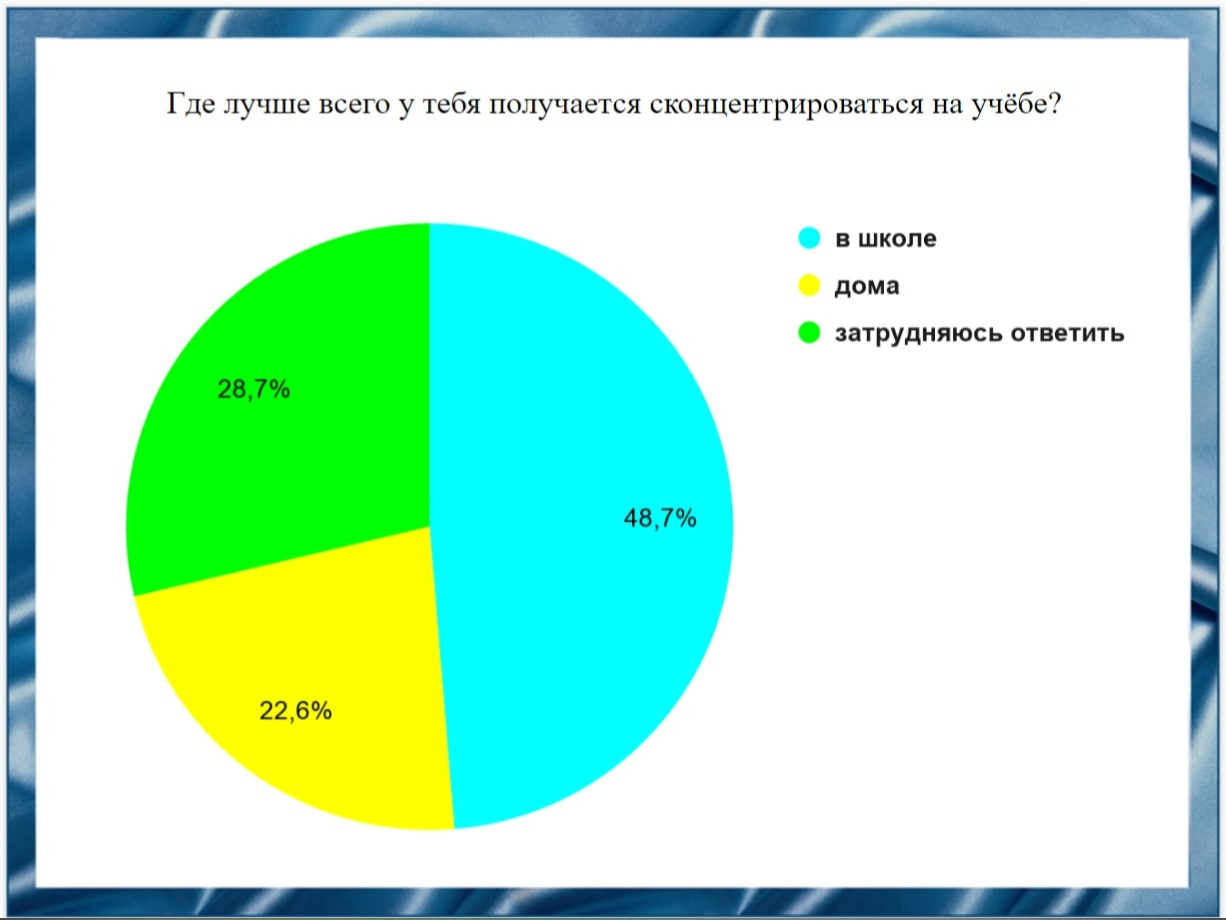 Где лучше всего у тебя получается сконцентрироваться на учёбе?
в школе
дома
затрудняюсь ответить
28,7%
48,7%
22,6%